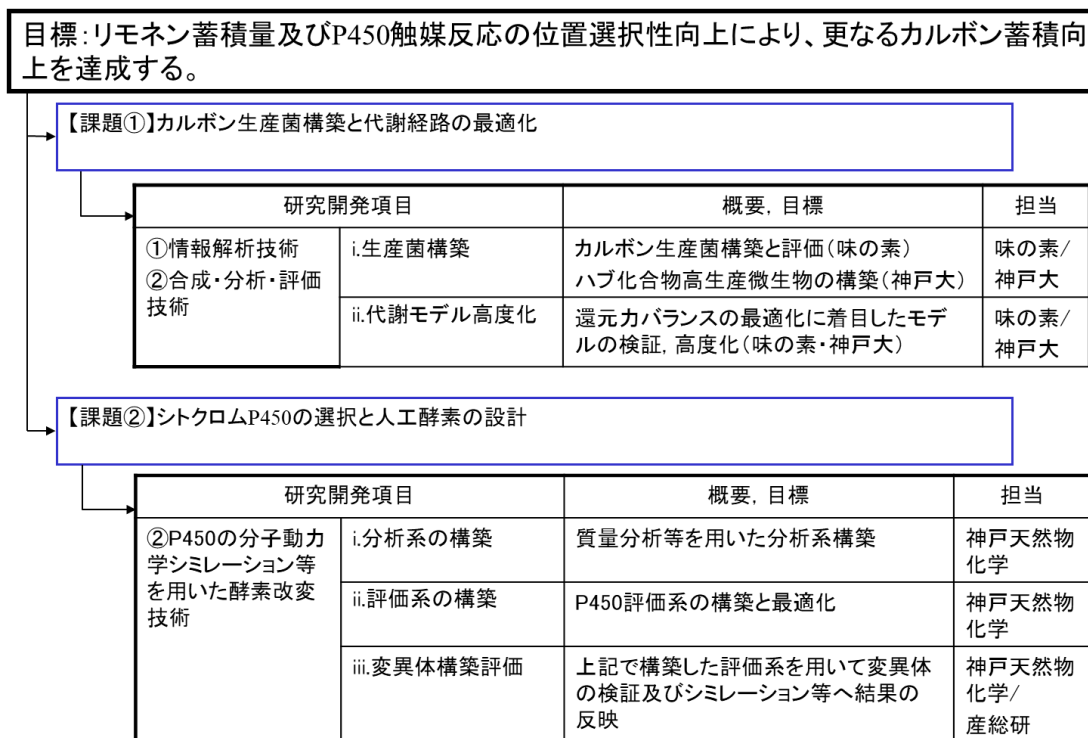 目標:リモネン蓄積量及びP450触媒反応の位置選択性向上により、更なるカルボン蓄積向
上を達成する。
【課題①】カルボン生産菌構築と代謝経路の最適化
研究開発項目
概要, 目標
担当
①情報解析技術
②合成・分析・評価
技術
i.生産菌構築
カルボン生産菌構築と評価(味の素)
ハブ化合物高生産微生物の構築(神戸大)
味の素/
神戸大
ii.代謝モデル高度化
還元力バランスの最適化に着目したモデ
ルの検証, 高度化(味の素・神戸大)
味の素/
神戸大
【課題②】シトクロムP450の選択と人工酵素の設計
研究開発項目
概要, 目標
担当
②P450の分子動力
学シミレーション等
を用いた酵素改変
技術
i.分析系の構築
質量分析等を用いた分析系構築
神戸天然物
化学
ii.評価系の構築
P450評価系の構築と最適化
神戸天然物
化学
iii.変異体構築評価
上記で構築した評価系を用いて変異体
の検証及びシミレーション等へ結果の
反映
神戸天然物
化学/
産総研